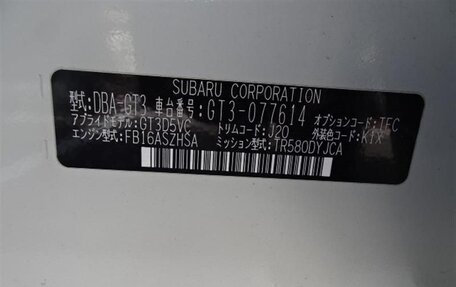 SUBARU CORPORATION
型式:DBA-GT3 車台番号:GT3-077614 オプションコード:TFC
アプライドモデル:GT3D5VC トリムコード:J20 外装色コード:K1X
エンジン型式:FB16ASZHSA ミッション型式:TR580DYJCA